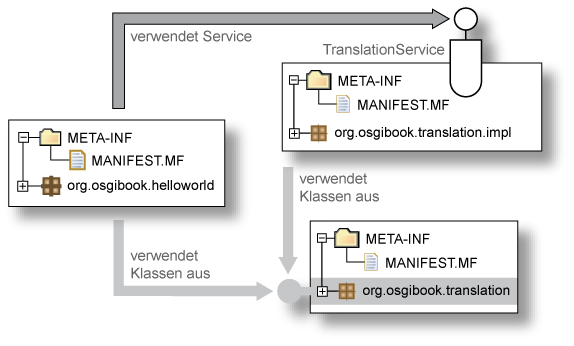 verwendet Service
TranslationService
META-INF
MANIFEST.MF
org.osgibook.translation.impl
META-INF
MANIFEST.MF
org.osgibook.helloworld
verwendet
Klassen aus
verwendet
Klassen aus
META-INF
MANIFEST.MF
org.osgibook.translation